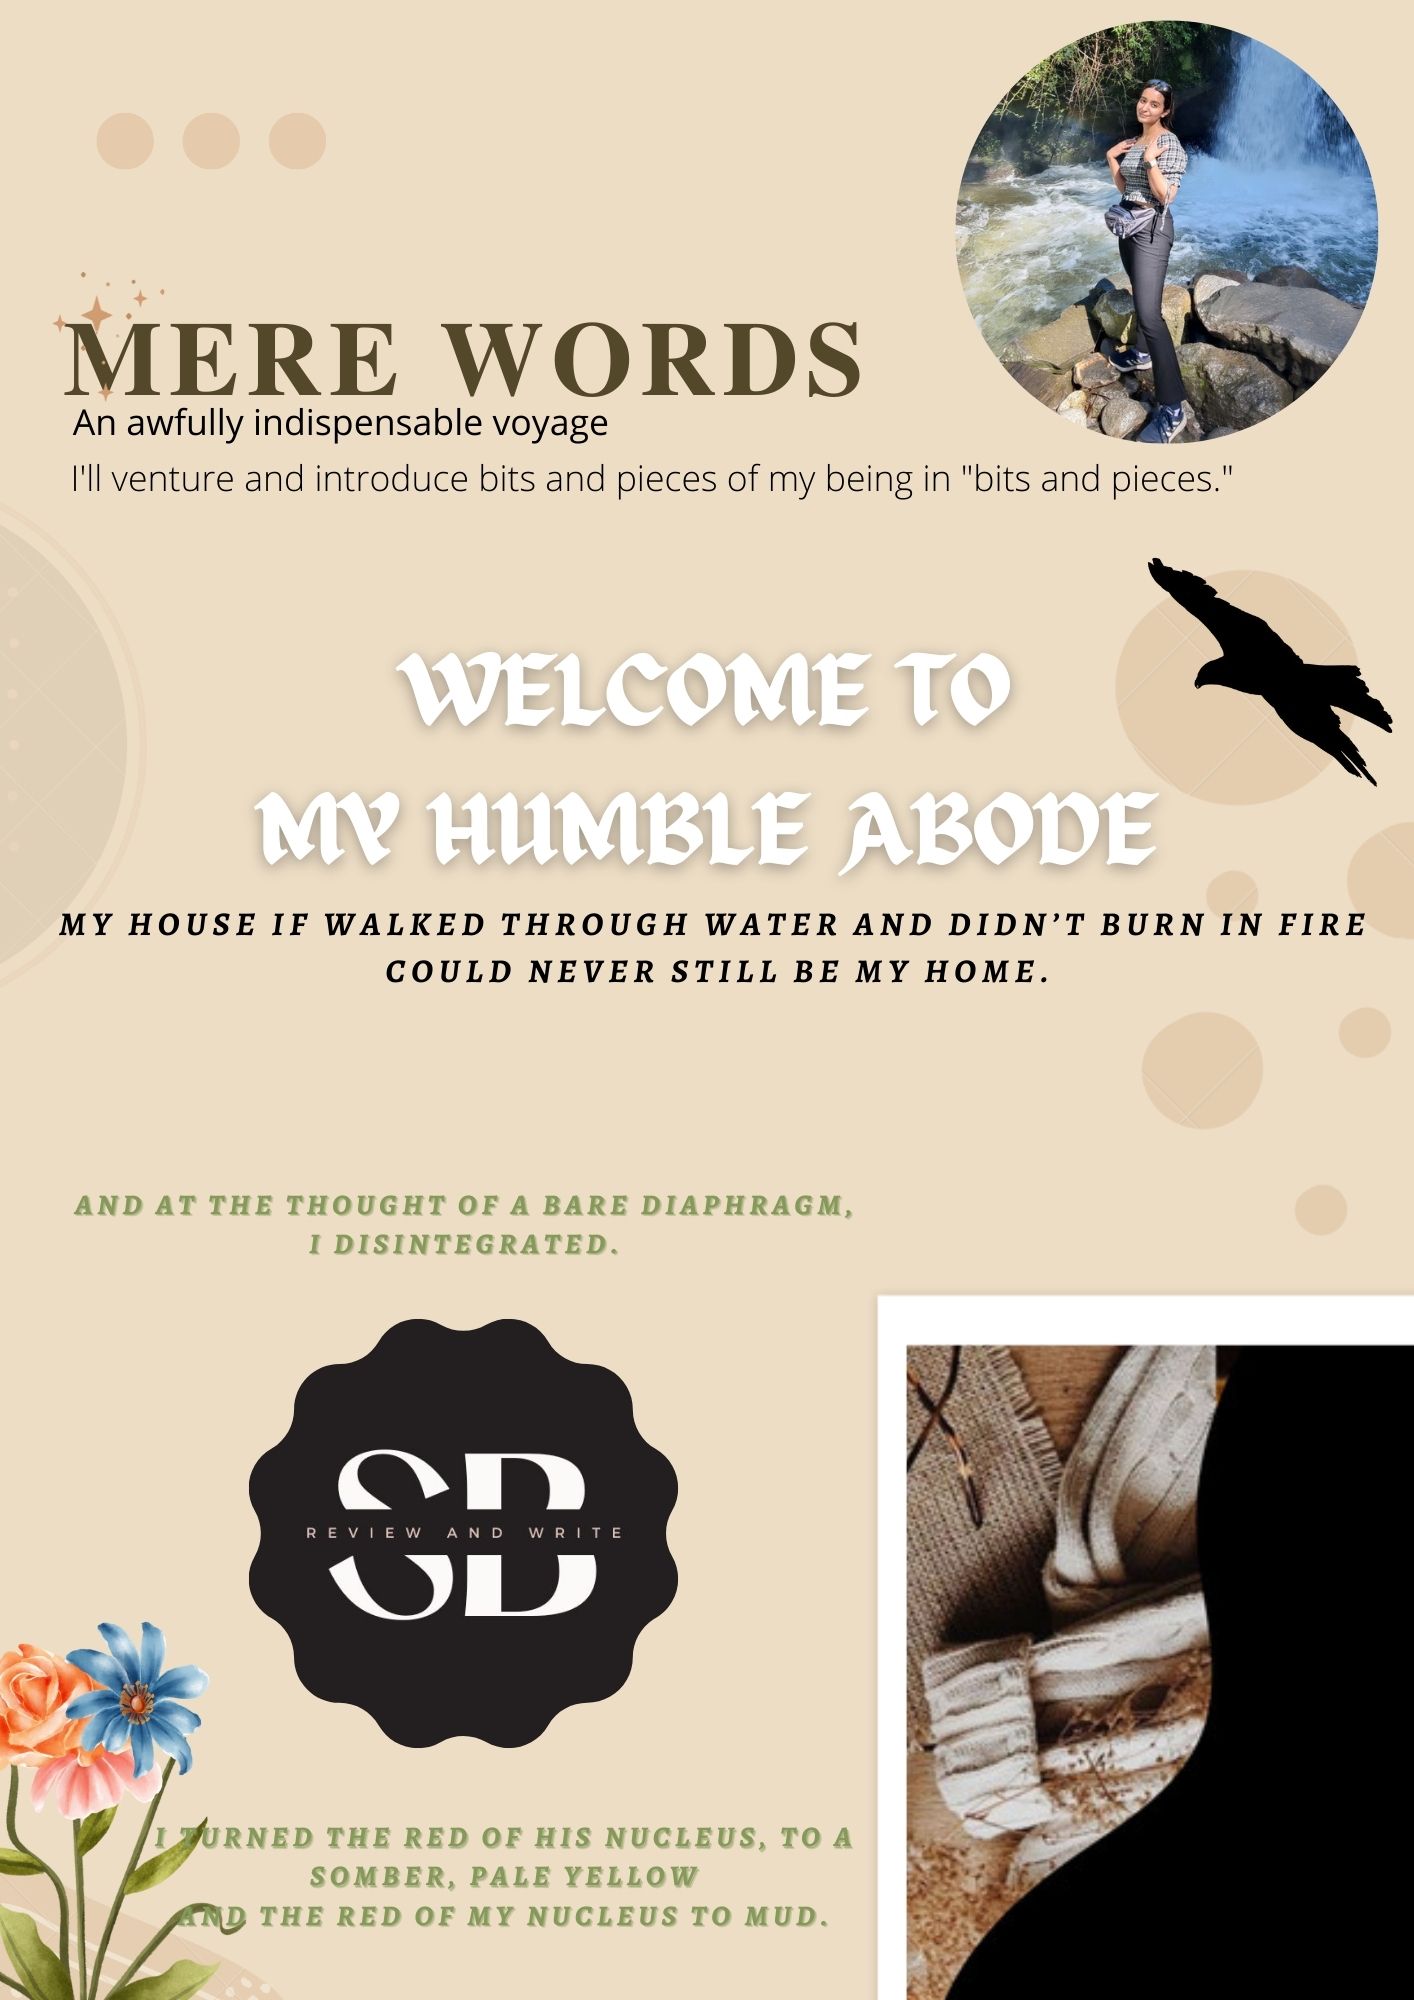 MERE WORDS
An awfully indispensable voyage
I'll venture and introduce bits and pieces of my being in "bits and pieces."
WELCOME TO
MY HUMBLE ABODE
MY HOUSE IF WALKED THROUGH WATER AND DIDN'T BURN IN FIRE
COULD NEVER STILL BE MY HOME.
AND AT THE THOUGHT OF A BARE DIAPHRAGM,
I DISINTEGRATED.
SB
REVIEW AND WRITE
I TURNED THE RED OF HIS NUCLEUS, TO A
SOMBER, PALE YELLOW
AND THE RED OF MY NUCLEUS TO MUD.